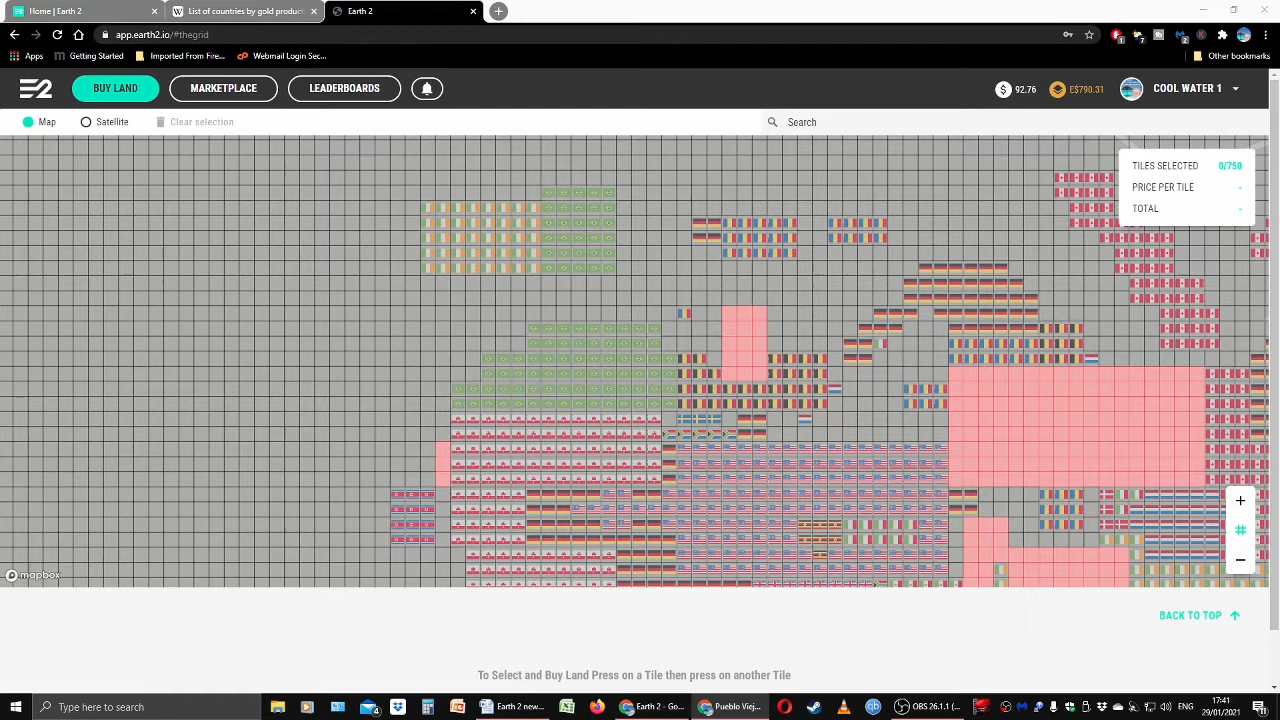 Home | Earth 2
List of countries by gold product
Earth 2
app.earth2.io/#thegrid
Apps
Getting Started
Imported From Fire...
Webmail Login Sec...
Other bookmarks
E2
BUY LAND
MARKETPLACE
LEADERBOARDS
92.76
E$790.31
COOL WATER 1
Map
Satellite
Clear selection
Search
TILES SELECTED 0/750
PRICE PER TILE -
TOTAL -
mapbox
BACK TO TOP
To Select and Buy Land Press on a Tile then press on another Tile
Type here to search
Earth 2 new...
Earth 2 - Go...
Pueblo Viej...
OBS 26.1.1 (...
ENG
17:41
29/01/2021